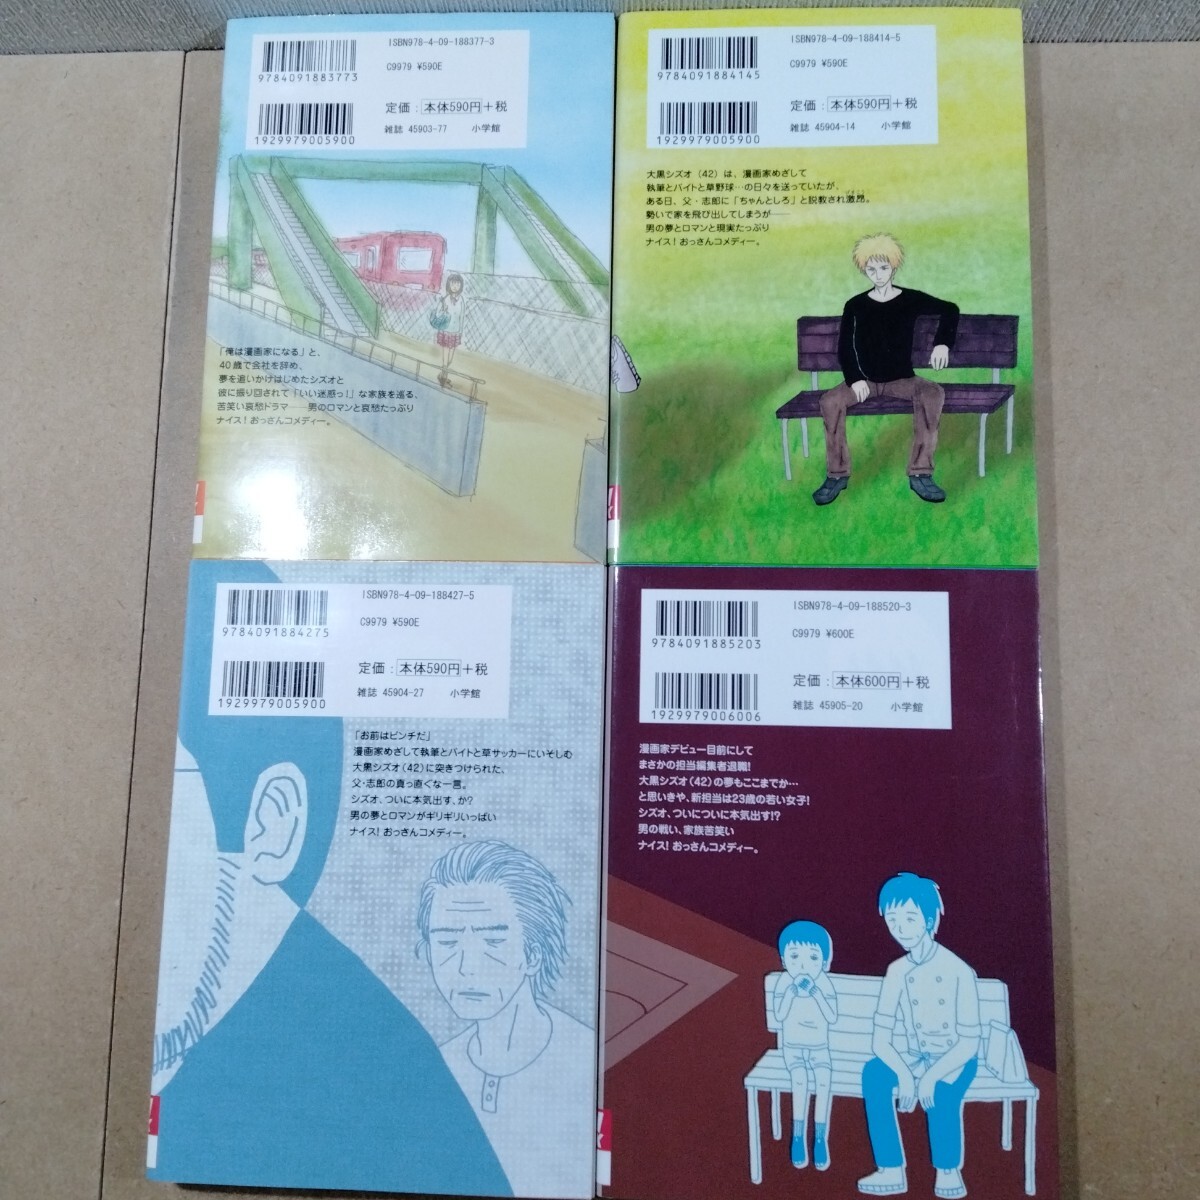 ISBN978-4-09-188377-3
9784091883773
C9979 ¥590E
定価：本体590円＋税
1929979005900
雑誌 45903-77 小学館
「俺は漫画家になる」と、
40歳で会社を辞め、
夢を追いかけはじめたシズオと
彼に振り回されて「いい迷惑っ！」な家族を巡る、
苦笑い哀愁ドラマ――男のロマンと哀愁たっぷり
ナイス！おっさんコメディー。
ISBN978-4-09-188414-5
9784091884145
C9979 ¥590E
定価：本体590円＋税
1929979005900
雑誌 45904-14 小学館
大黒シズオ（42）は、漫画家めざして
執筆とバイトと草野球…の日々を送っていたが、
ある日、父・志郎に「ちゃんとしろ」と説教され激昂。
勢いで家を飛び出してしまうが――
男の夢とロマンと現実たっぷり
ナイス！おっさんコメディー。
ISBN978-4-09-188427-5
9784091884275
C9979 ¥590E
定価：本体590円＋税
1929979005900
雑誌 45904-27 小学館
「お前はピンチだ」
漫画家めざして執筆とバイトと草サッカーにいそしむ
大黒シズオ（42）に突きつけられた、
父・志郎の真っ直ぐな一言。
シズオ、ついに本気出す、か？
男の夢とロマンがギリギリいっぱい
ナイス！おっさんコメディー。
ISBN978-4-09-188520-3
9784091885203
C9979 ¥600E
定価：本体600円＋税
1929979006006
雑誌 45905-20 小学館
漫画家デビュー目前にして
まさかの担当編集者退職！
大黒シズオ（42）の夢もここまでか…
と思いきや、新担当は23歳の若い女子！
シズオ、ついについに本気出す!?
男の戦い、家族苦笑い
ナイス！おっさんコメディー。